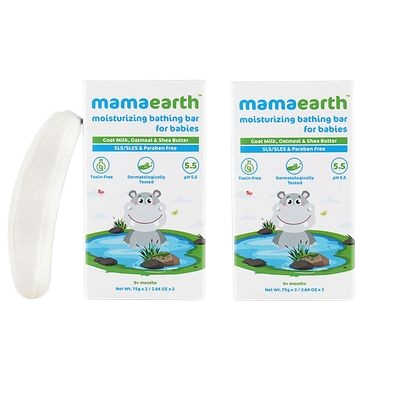 mamaearth™
moisturizing bathing bar
for babies
Goat Milk, Oatmeal & Shea Butter
SLS/SLES & Paraben Free
Toxin-Free
Dermatologically
Tested
5.5
pH 5.5
0+ months
Net Wt. 75g x 2 / 2.64 OZ x 2
mamaearth™
moisturizing bathing bar
for babies
Goat Milk, Oatmeal & Shea Butter
SLS/SLES & Paraben Free
Toxin-Free
Dermatologically
Tested
5.5
pH 5.5
0+ months
Net Wt. 75g x 2 / 2.64 OZ x 2